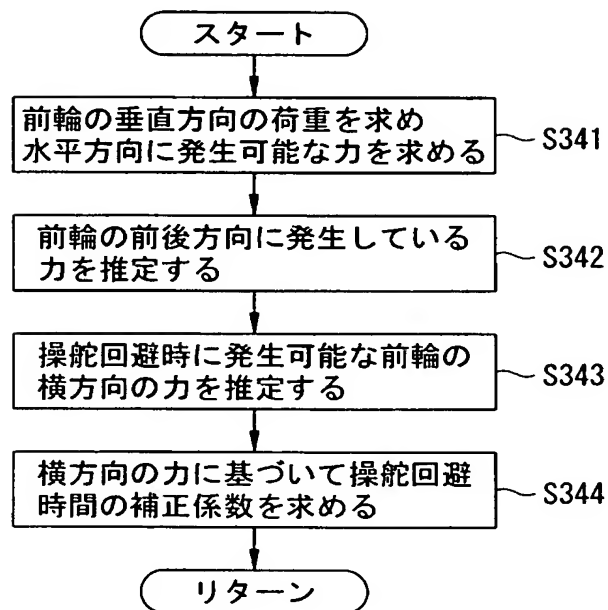 スタート
前輪の垂直方向の荷重を求め
水平方向に発生可能な力を求める
S341
前輪の前後方向に発生している
力を推定する
S342
操舵回避時に発生可能な前輪の
横方向の力を推定する
S343
横方向の力に基づいて操舵回避
時間の補正係数を求める
S344
リターン